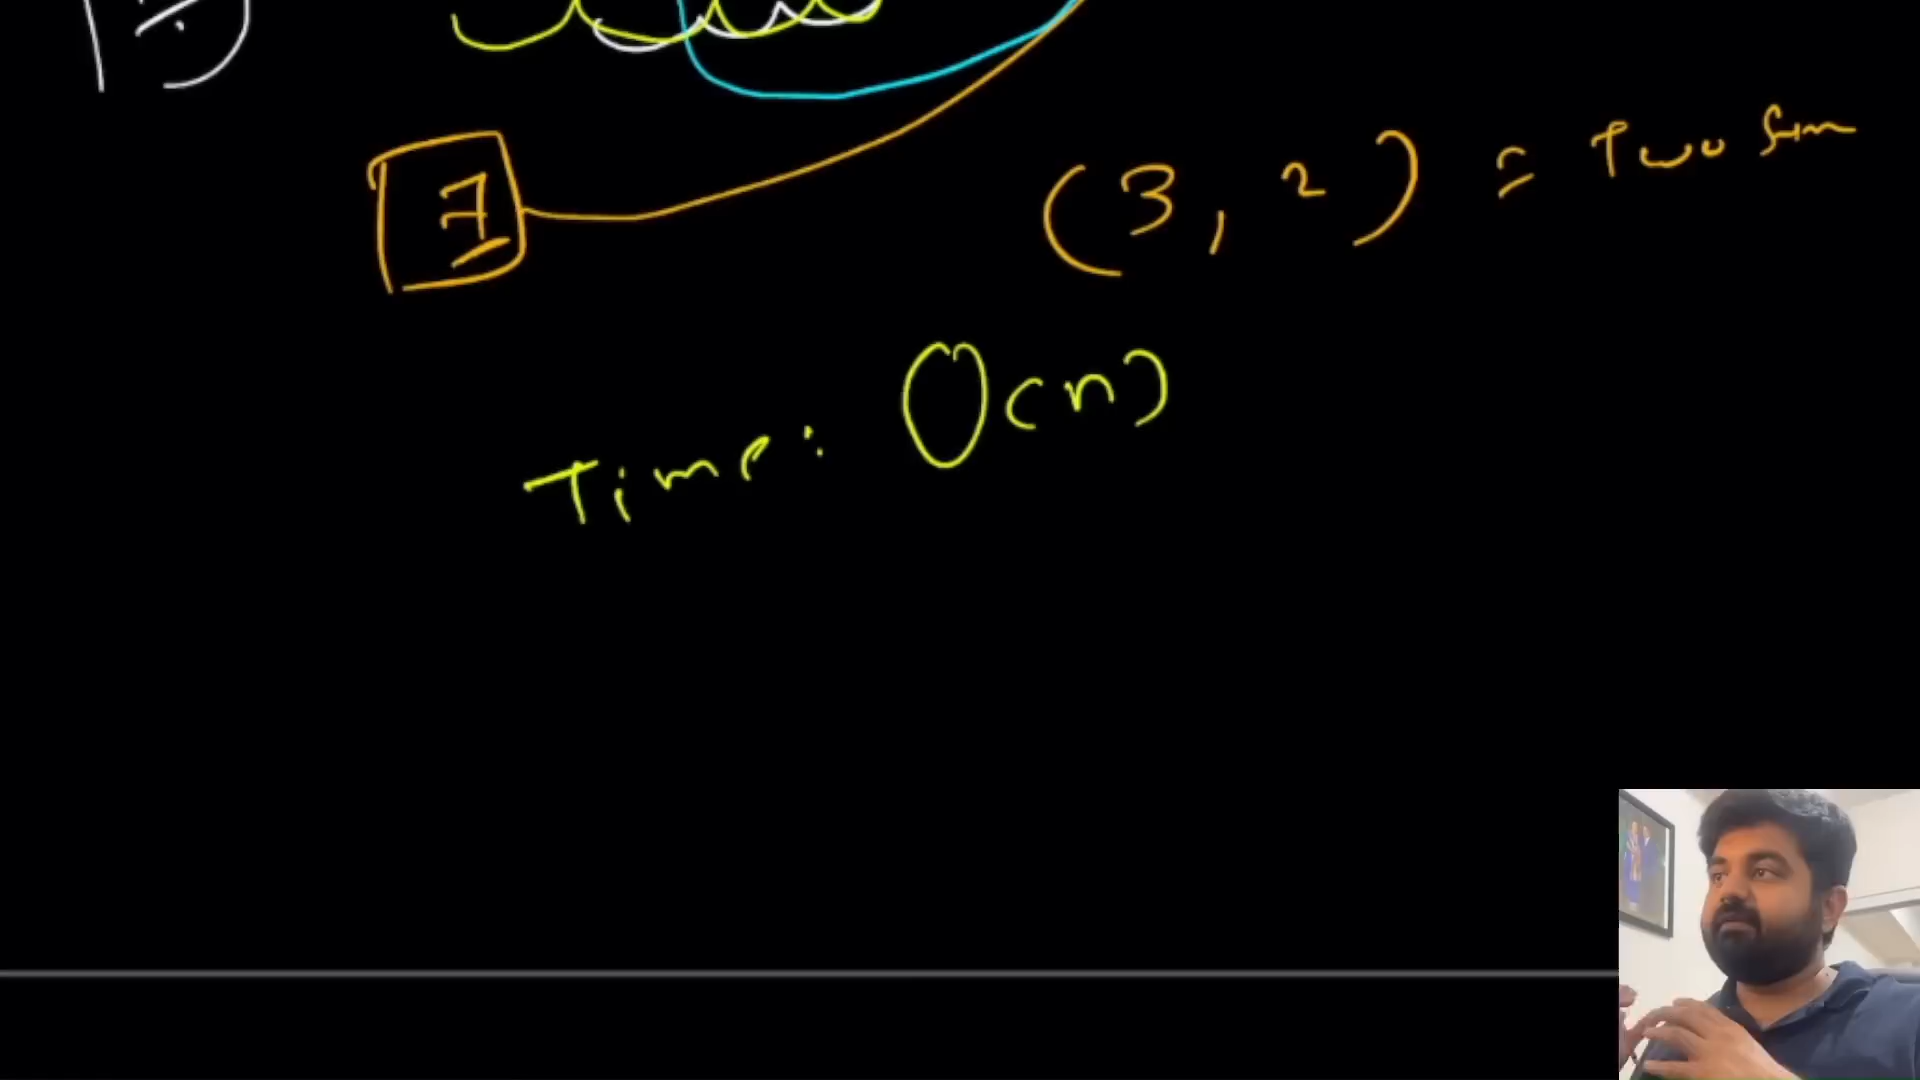 7
(3, 2) = Two Sum
Time: O(n)